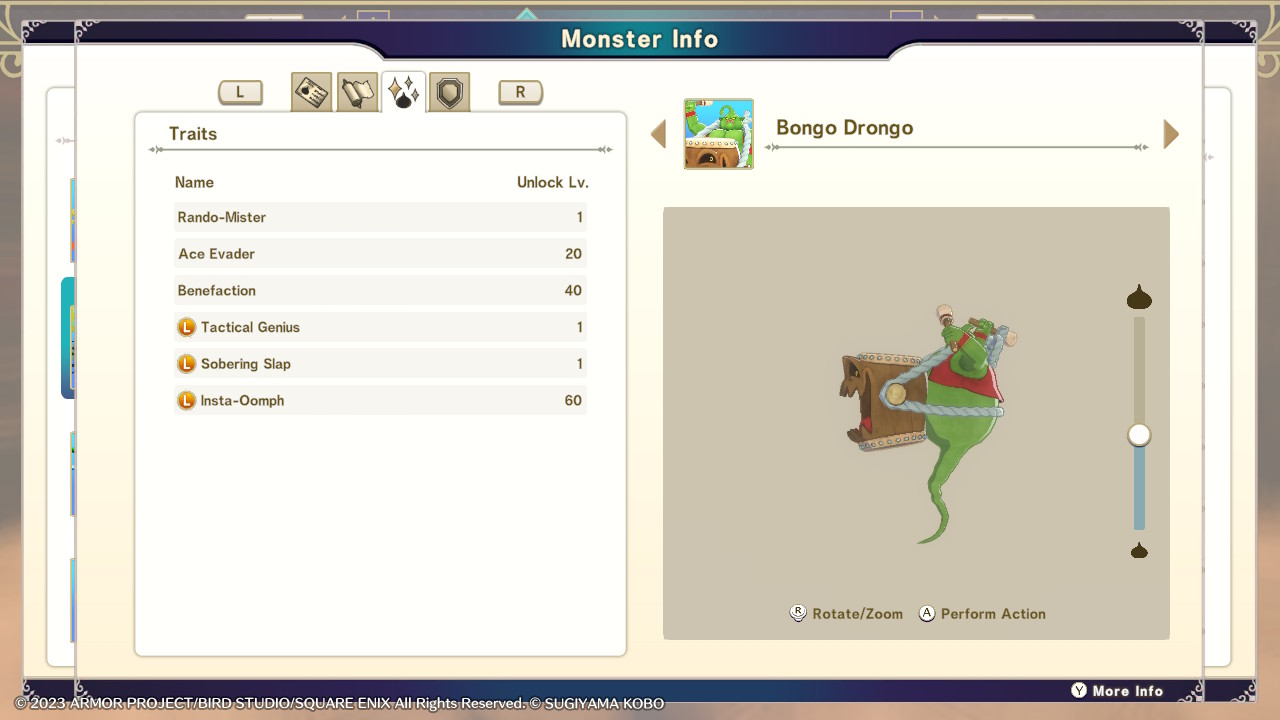 Monster Info
L
R
Traits
Name Unlock Lv.
Rando-Mister 1
Ace Evader 20
Benefaction 40
L Tactical Genius 1
L Sobering Slap 1
L Insta-Oomph 60
Bongo Drongo
R Rotate/Zoom A Perform Action
Y More Info
© 2023 ARMOR PROJECT/BIRD STUDIO/SQUARE ENIX All Rights Reserved. © SUGIYAMA KOBO